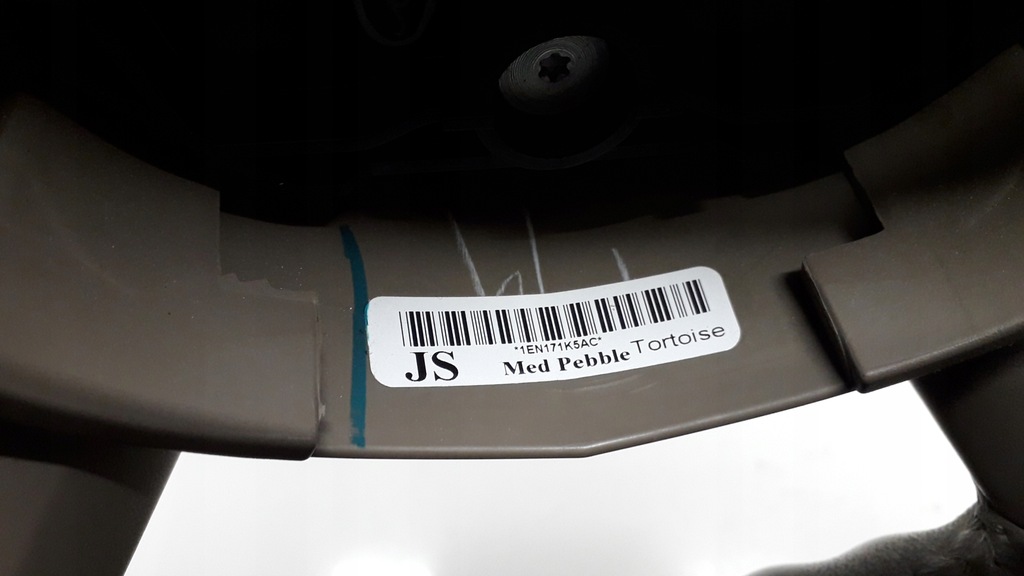 *1EN171K5AC*
JS Med Pebble Tortoise